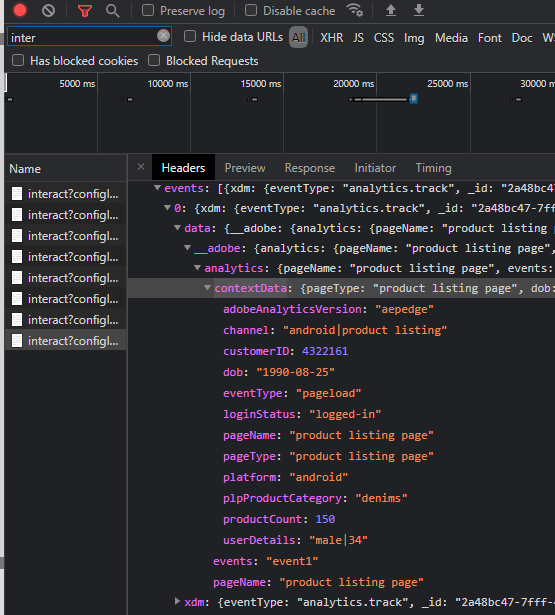 Preserve log Disable cache
inter Hide data URLs All XHR JS CSS Img Media Font Doc
Has blocked cookies Blocked Requests
5000 ms 10000 ms 15000 ms 20000 ms 25000 ms 30000 ms
Name × Headers Preview Response Initiator Timing
interact?configI...
interact?configI...
interact?configI...
interact?configI...
interact?configI...
interact?configI...
interact?configI...
interact?configI...
events: [{xdm: {eventType: "analytics.track", _id: "2a48bc47
0: {xdm: {eventType: "analytics.track", _id: "2a48bc47-7ff
data: {__adobe: {analytics: {pageName: "product listing p
__adobe: {analytics: {pageName: "product listing page",
analytics: {pageName: "product listing page", events:
contextData: {pageType: "product listing page", dob:
adobeAnalyticsVersion: "aepedge"
channel: "android|product listing"
customerID: 4322161
dob: "1990-08-25"
eventType: "pageload"
loginStatus: "logged-in"
pageName: "product listing page"
pageType: "product listing page"
platform: "android"
plpProductCategory: "denims"
productCount: 150
userDetails: "male|34"
events: "event1"
pageName: "product listing page"
xdm: {eventType: "analytics.track", _id: "2a48bc47-7fff-